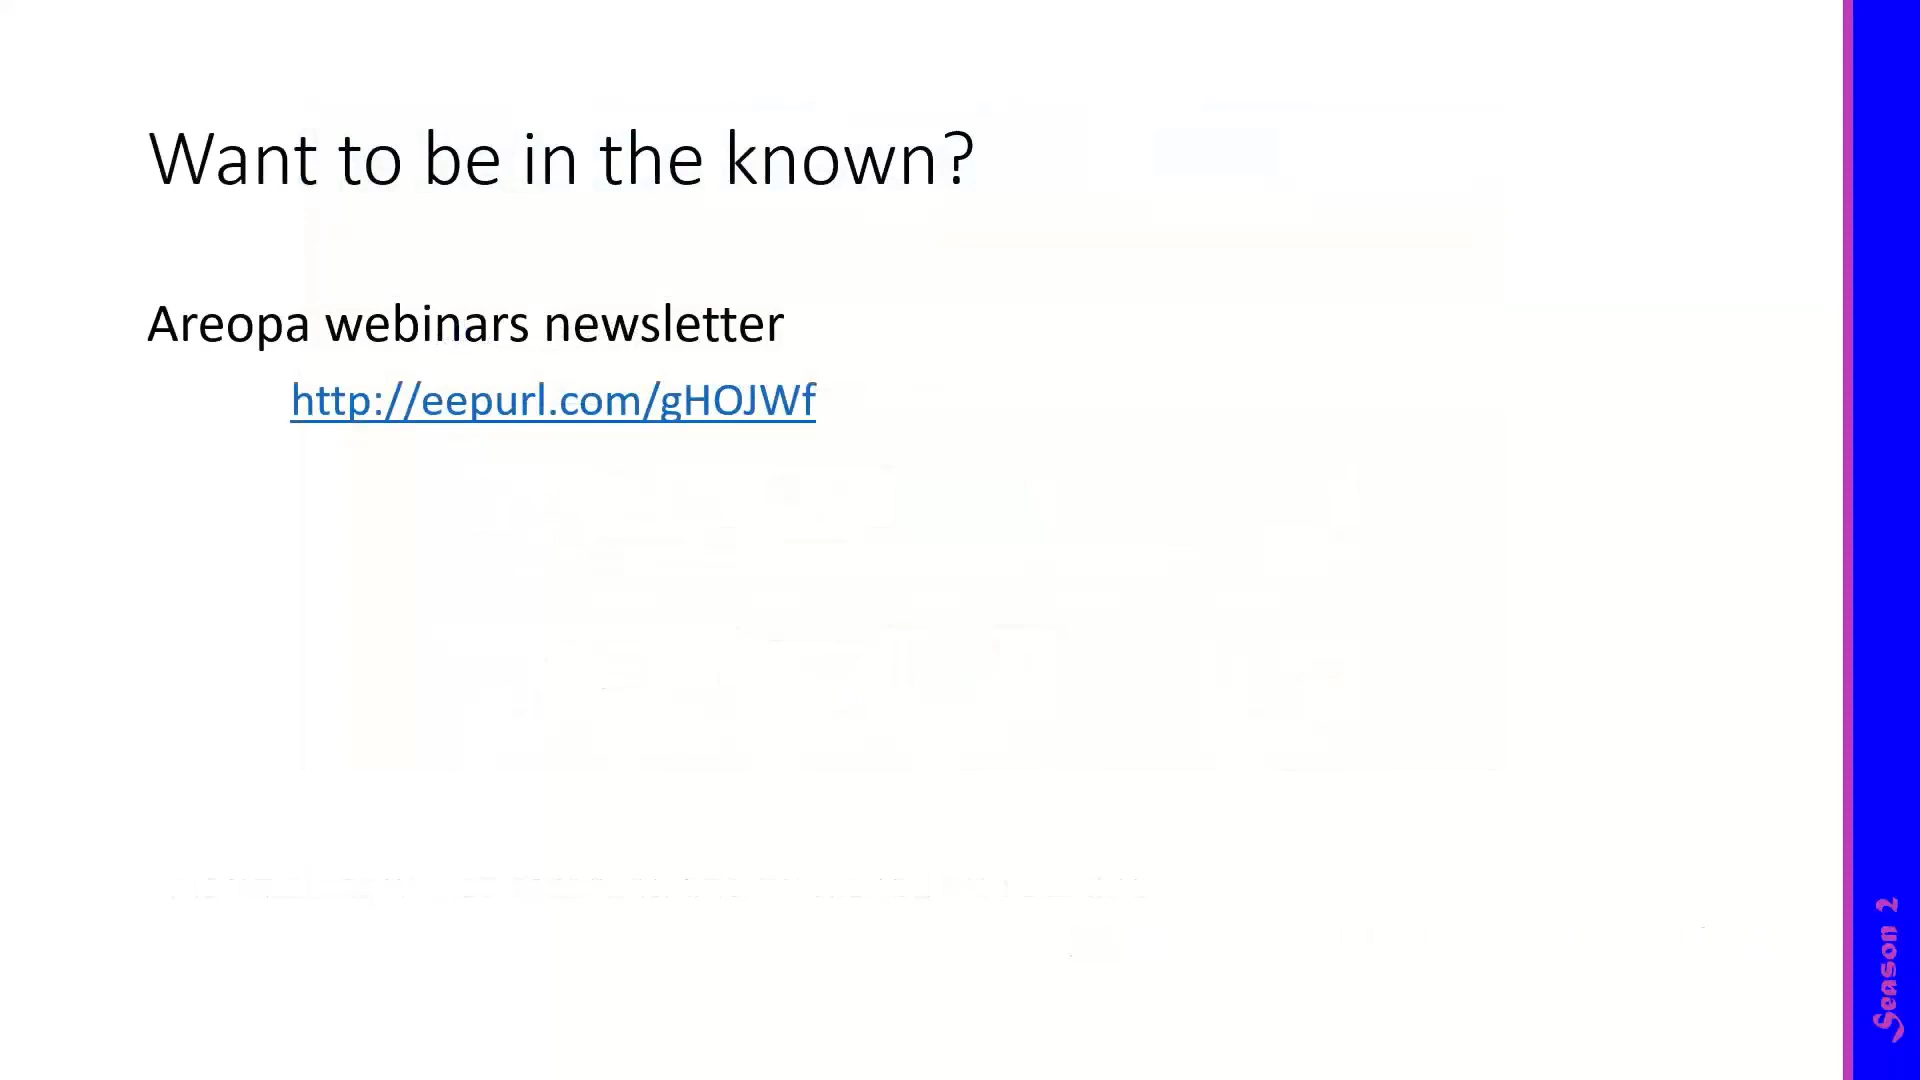 Want to be in the known?
Areopa webinars newsletter
http://eepurl.com/gHOJWf
Season 2